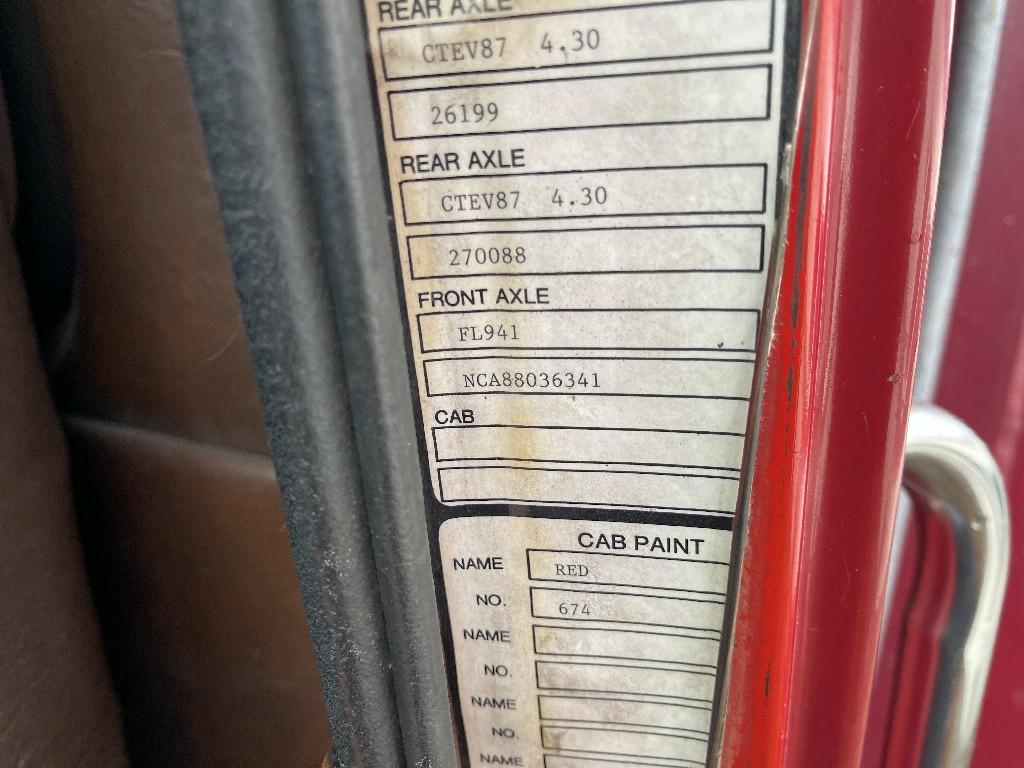 REAR AXLE
CTEV87 4.30
26199
REAR AXLE
CTEV87 4.30
270088
FRONT AXLE
FL941
NCA88036341
CAB
CAB PAINT
NAME RED
NO. 674
NAME
NO.
NAME
NO.
NAME